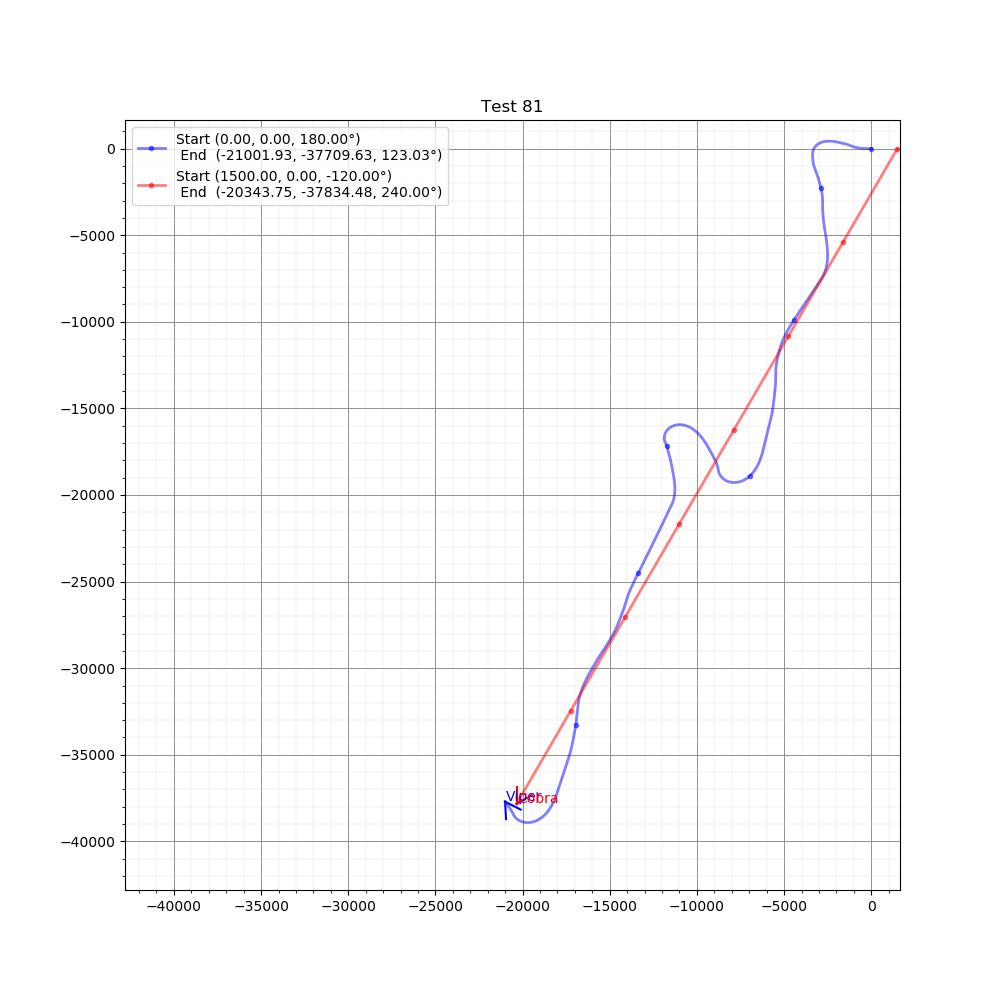 Test 81
Start (0.00, 0.00, 180.00°)
End (-21001.93, -37709.63, 123.03°)
Start (1500.00, 0.00, -120.00°)
End (-20343.75, -37834.48, 240.00°)
0
−5000
−10000
−15000
−20000
−25000
−30000
−35000
−40000
Viper
Cobra
−40000 −35000 −30000 −25000 −20000 −15000 −10000 −5000 0